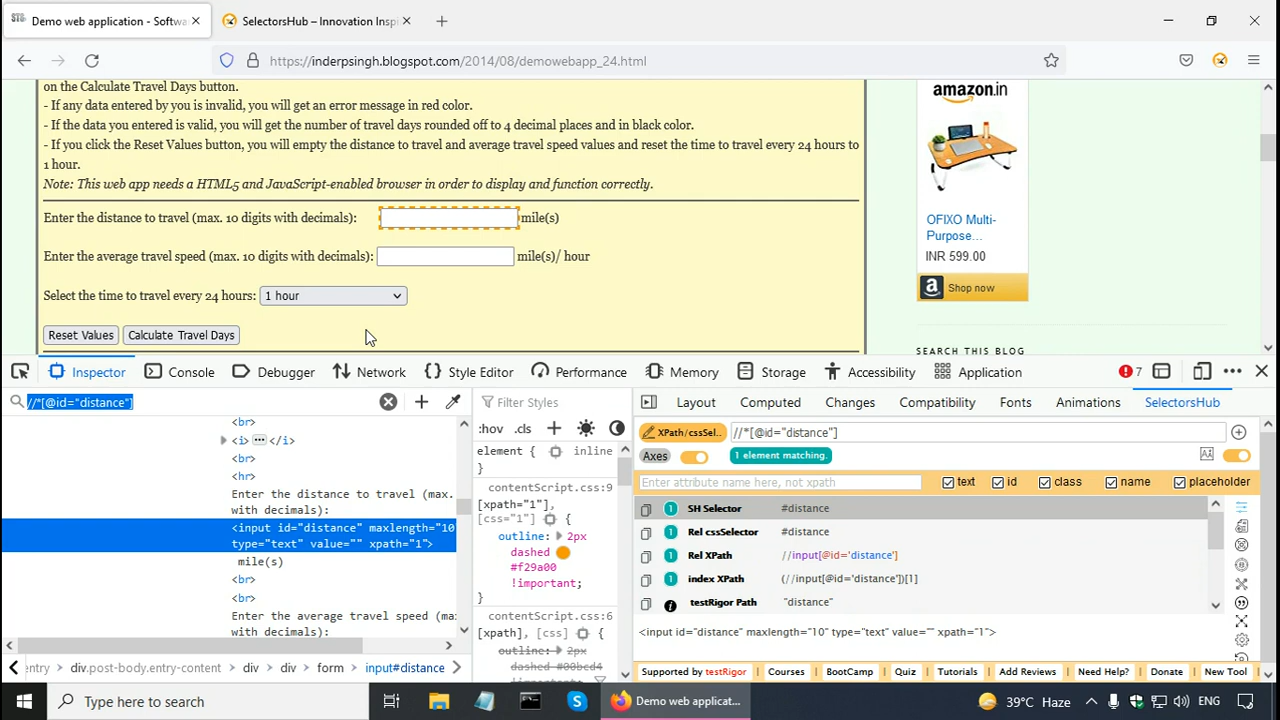 STG
Demo web application - Softwa
SelectorsHub – Innovation Inspi
https://inderpsingh.blogspot.com/2014/08/demowebapp_24.html
on the Calculate Travel Days button.
- If any data entered by you is invalid, you will get an error message in red color.
- If the data you entered is valid, you will get the number of travel days rounded off to 4 decimal places and in black color.
- If you click the Reset Values button, you will empty the distance to travel and average travel speed values and reset the time to travel every 24 hours to
1 hour.
Note: This web app needs a HTML5 and JavaScript-enabled browser in order to display and function correctly.
Enter the distance to travel (max. 10 digits with decimals): mile(s)
Enter the average travel speed (max. 10 digits with decimals): mile(s)/ hour
Select the time to travel every 24 hours: 1 hour
Reset Values Calculate Travel Days
amazon.in
OFIXO Multi-
Purpose...
INR 599.00
Shop now
SEARCH THIS BLOG
Inspector Console Debugger Network Style Editor Performance Memory Storage Accessibility Application 7
//*[@id="distance"]
<br>
<i> </i>
<br>
<hr>
Enter the distance to travel (max.
with decimals):
<input id="distance" maxlength="10
type="text" value="" xpath="1">
mile(s)
<br>
<br>
Enter the average travel speed (max
with decimals):
entry div.post-body.entry-content div div form input#distance
Filter Styles
:hov .cls
element { inline
}
contentScript.css:9
[xpath="1"],
[css="1"] {
outline: 2px
dashed
#f29a00
!important;
}
contentScript.css:6
[xpath], [css] {
outline: 2px
dashed #00bcd4
!important;
Layout Computed Changes Compatibility Fonts Animations SelectorsHub
XPath/cssSel.. //*[@id="distance"]
Axes 1 element matching.
Enter attribute name here, not xpath text id class name placeholder
1 SH Selector #distance
1 Rel cssSelector #distance
1 Rel XPath //input[@id='distance']
1 index XPath (//input[@id='distance'])[1]
testRigor Path "distance"
<input id="distance" maxlength="10" type="text" value="" xpath="1">
Supported by testRigor Courses BootCamp Quiz Tutorials Add Reviews Need Help? Donate New Tool
Type here to search
Demo web applicat...
39°C Haze
ENG